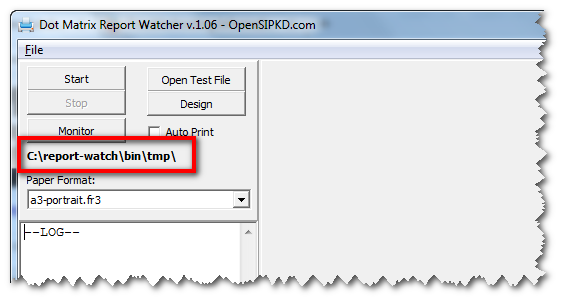 Dot Matrix Report Watcher v.1.06 - OpenSIPKD.com
File
Start
Open Test File
Stop
Design
Monitor
Auto Print
C:\report-watch\bin\tmp\
Paper Format:
a3-portrait.fr3
--LOG--